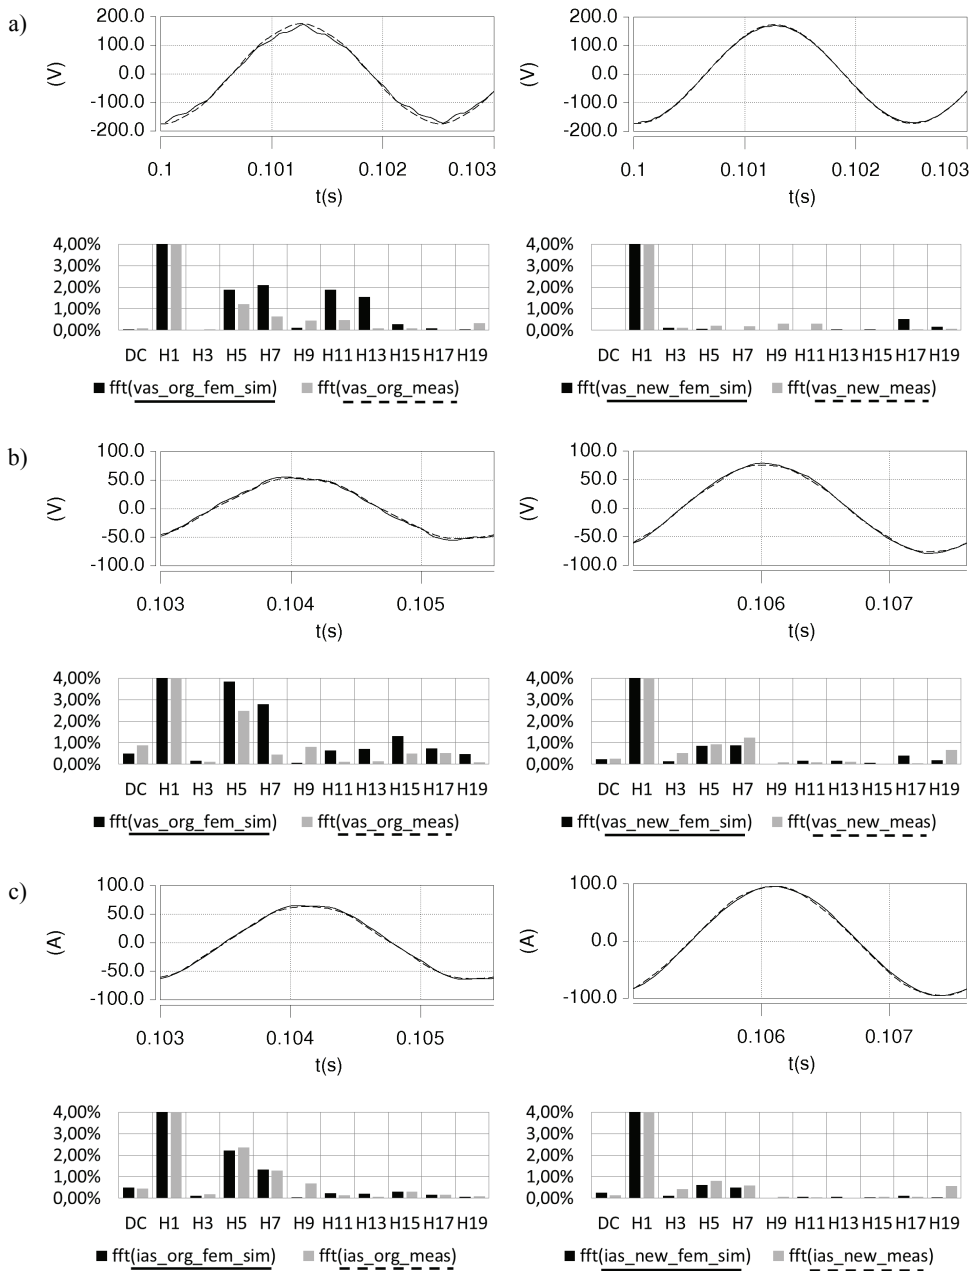 a)
200.0
100.0
0.0
-100.0
-200.0
(V)
0.1 0.101 0.102 0.103
t(s)
200.0
100.0
0.0
-100.0
-200.0
(V)
0.1 0.101 0.102 0.103
t(s)
4,00%
3,00%
2,00%
1,00%
0,00%
DC H1 H3 H5 H7 H9 H11 H13 H15 H17 H19
fft(vas_org_fem_sim) fft(vas_org_meas)
4,00%
3,00%
2,00%
1,00%
0,00%
DC H1 H3 H5 H7 H9 H11 H13 H15 H17 H19
fft(vas_new_fem_sim) fft(vas_new_meas)
b)
100.0
50.0
0.0
-50.0
-100.0
(V)
0.103 0.104 0.105
t(s)
100.0
50.0
0.0
-50.0
-100.0
(V)
0.106 0.107
t(s)
4,00%
3,00%
2,00%
1,00%
0,00%
DC H1 H3 H5 H7 H9 H11 H13 H15 H17 H19
fft(vas_org_fem_sim) fft(vas_org_meas)
4,00%
3,00%
2,00%
1,00%
0,00%
DC H1 H3 H5 H7 H9 H11 H13 H15 H17 H19
fft(vas_new_fem_sim) fft(vas_new_meas)
c)
100.0
50.0
0.0
-50.0
-100.0
(A)
0.103 0.104 0.105
t(s)
100.0
50.0
0.0
-50.0
-100.0
(A)
0.106 0.107
t(s)
4,00%
3,00%
2,00%
1,00%
0,00%
DC H1 H3 H5 H7 H9 H11 H13 H15 H17 H19
fft(ias_org_fem_sim) fft(ias_org_meas)
4,00%
3,00%
2,00%
1,00%
0,00%
DC H1 H3 H5 H7 H9 H11 H13 H15 H17 H19
fft(ias_new_fem_sim) fft(ias_new_meas)